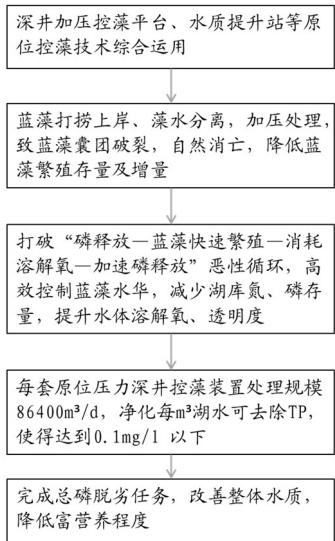 深井加压控藻平台、水质提升站等原
位控藻技术综合运用
蓝藻打捞上岸、藻水分离，加压处理，
致蓝藻囊团破裂，自然消亡，降低蓝
藻繁殖存量及增量
打破“磷释放—蓝藻快速繁殖—消耗
溶解氧—加速磷释放”恶性循环，高
效控制蓝藻水华，减少湖库氮、磷存
量，提升水体溶解氧、透明度
每套原位压力深井控藻装置处理规模
86400m³/d，净化每m³湖水可去除TP，
使得达到0.1mg/l 以下
完成总磷脱劣任务，改善整体水质，
降低富营养程度